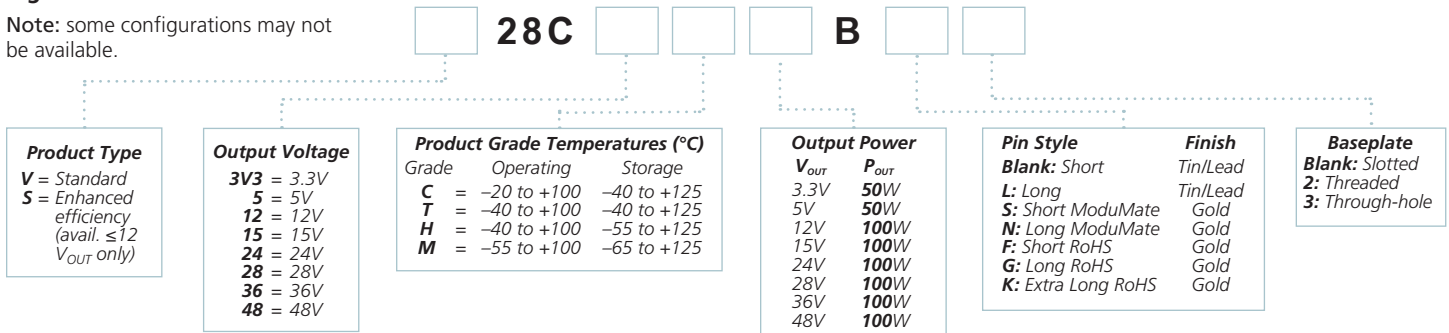 Note: some configurations may not
be available.
28C B
Product Type
V = Standard
S = Enhanced
efficiency
(avail. ≤12
VOUT only)
Output Voltage
3V3 = 3.3V
5 = 5V
12 = 12V
15 = 15V
24 = 24V
28 = 28V
36 = 36V
48 = 48V
Product Grade Temperatures (°C)
Grade Operating Storage
C = –20 to +100 –40 to +125
T = –40 to +100 –40 to +125
H = –40 to +100 –55 to +125
M = –55 to +100 –65 to +125
Output Power
VOUT POUT
3.3V 50W
5V 50W
12V 100W
15V 100W
24V 100W
28V 100W
36V 100W
48V 100W
Pin Style Finish
Blank: Short Tin/Lead
L: Long Tin/Lead
S: Short ModuMate Gold
N: Long ModuMate Gold
F: Short RoHS Gold
G: Long RoHS Gold
K: Extra Long RoHS Gold
Baseplate
Blank: Slotted
2: Threaded
3: Through-hole